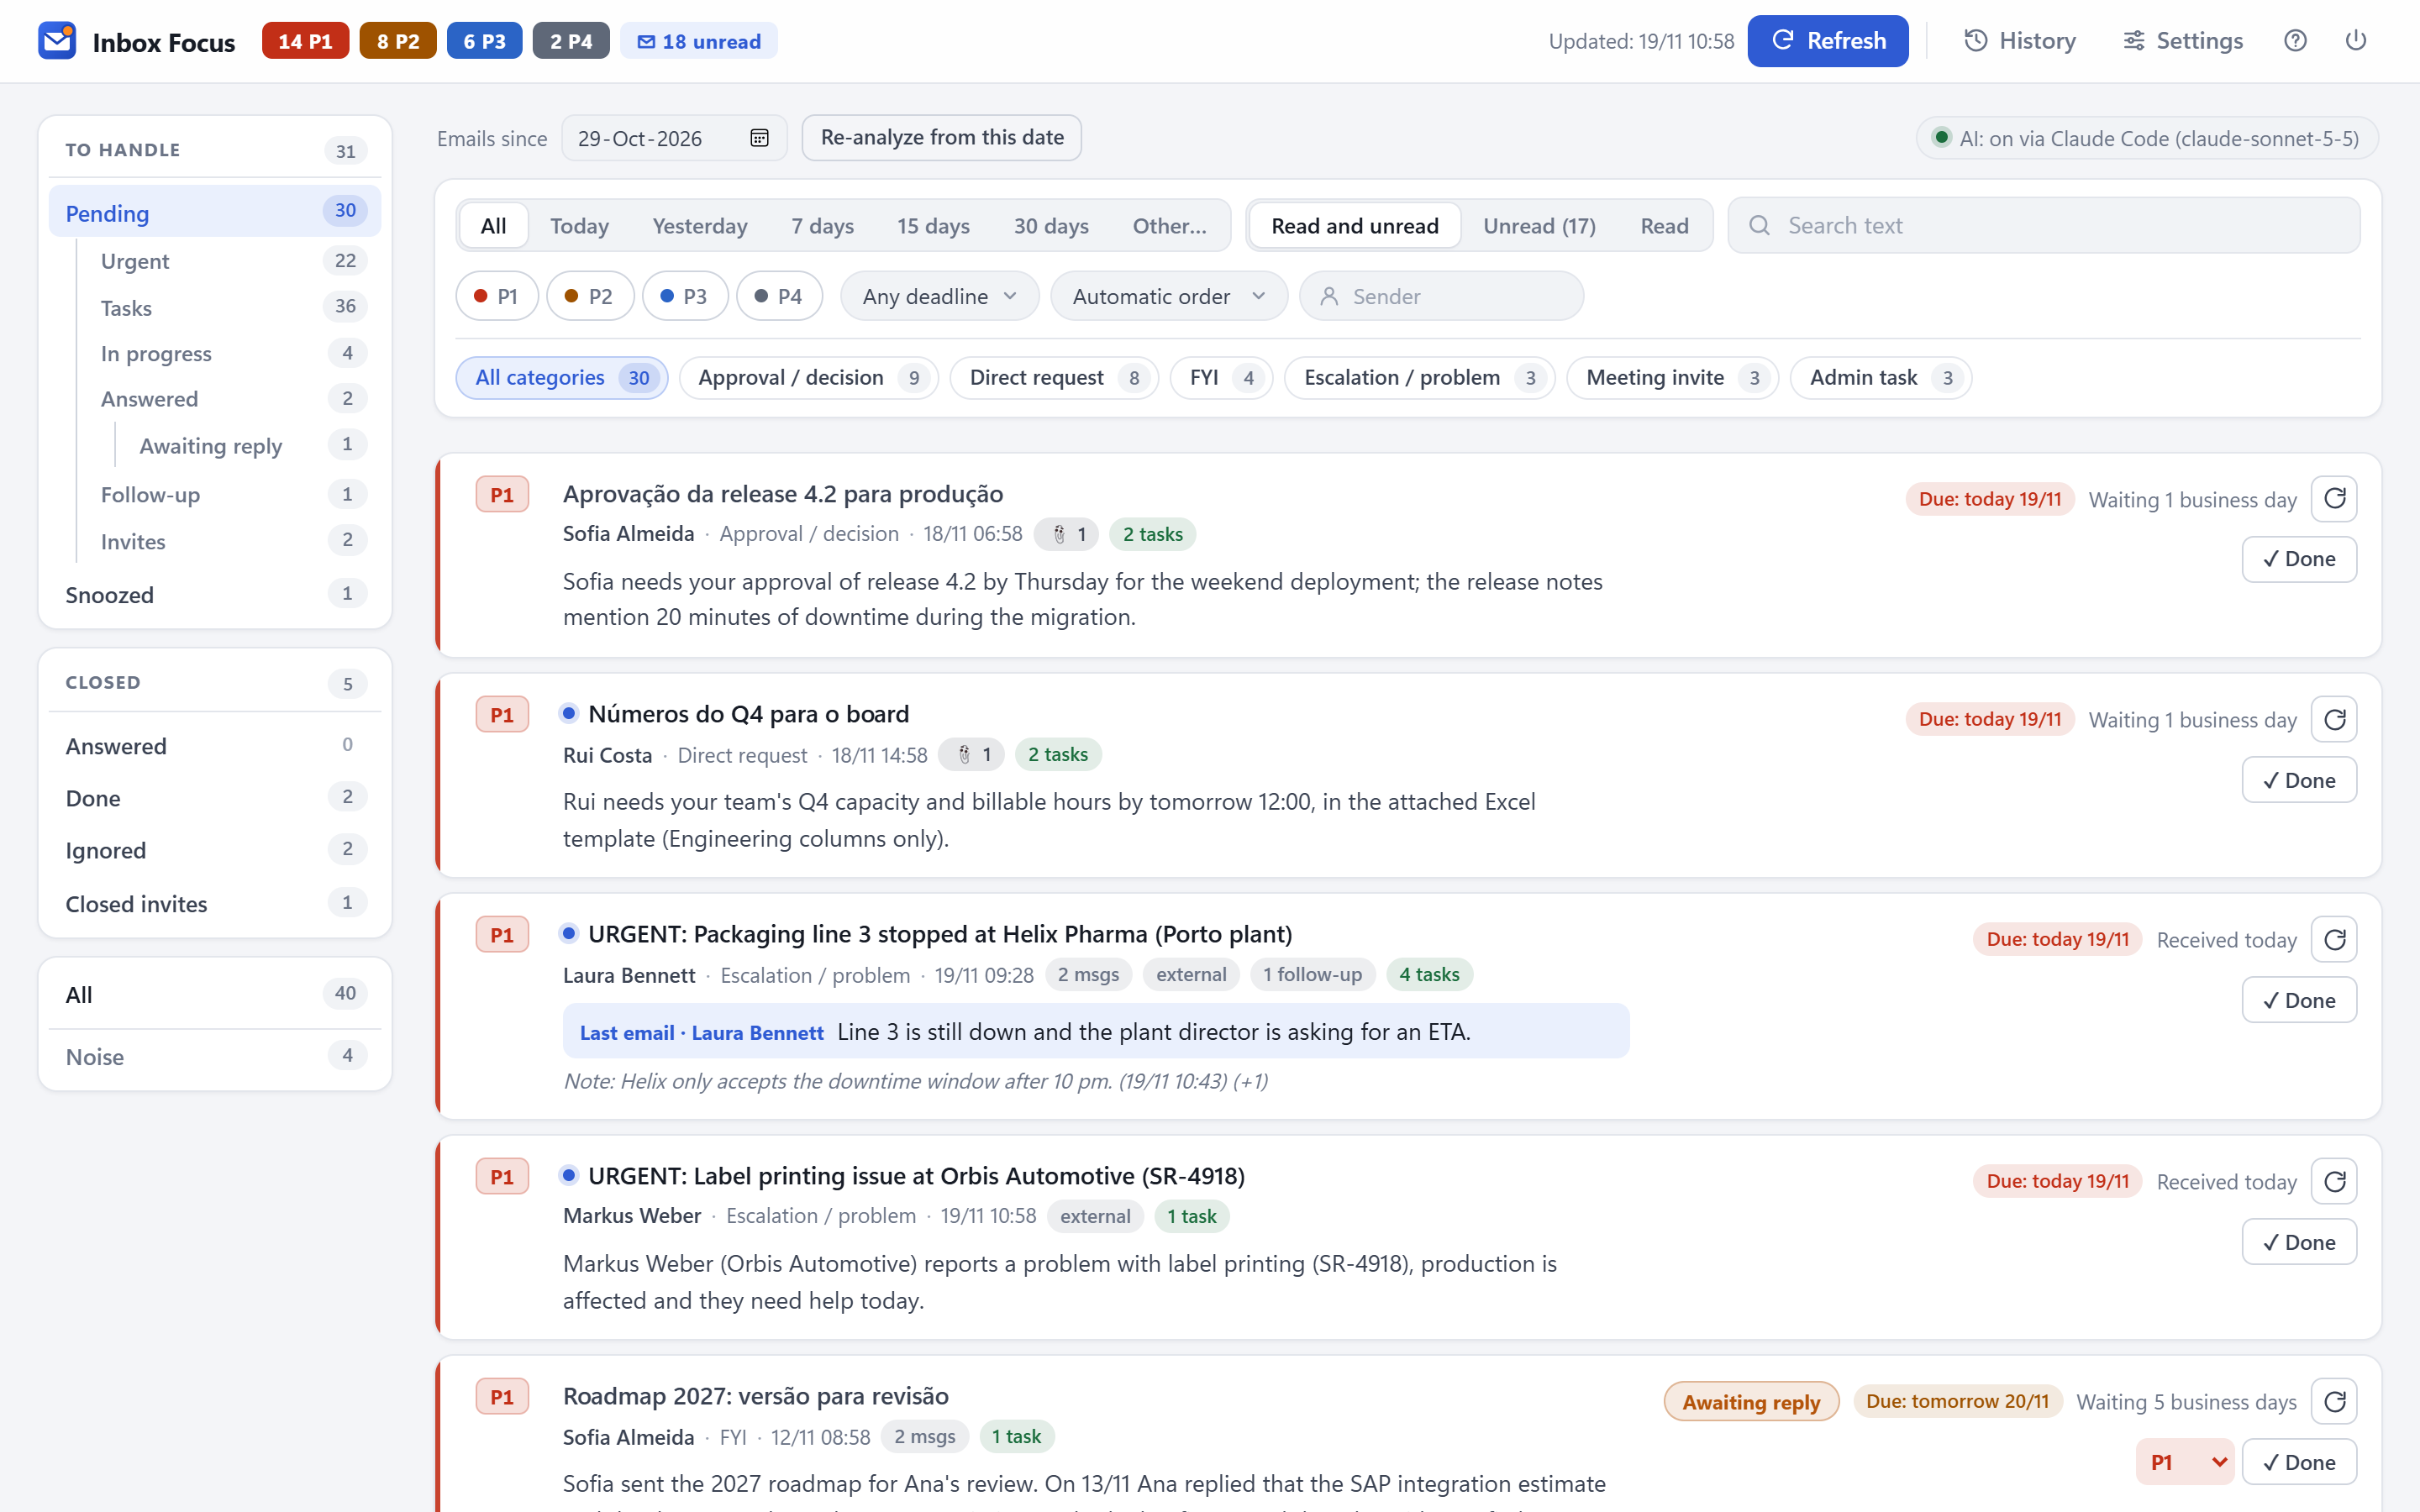 Inbox Focus
14 P1
8 P2
6 P3
2 P4
18 unread
Updated: 19/11 10:58
Refresh
History
Settings
TO HANDLE 31
Pending 30
Urgent 22
Tasks 36
In progress 4
Answered 2
Awaiting reply 1
Follow-up 1
Invites 2
Snoozed 1
CLOSED 5
Answered 0
Done 2
Ignored 2
Closed invites 1
All 40
Noise 4
Emails since 29-Oct-2026 Re-analyze from this date
AI: on via Claude Code (claude-sonnet-5-5)
All Today Yesterday 7 days 15 days 30 days Other...
Read and unread Unread (17) Read
Search text
P1 P2 P3 P4 Any deadline Automatic order Sender
All categories 30 Approval / decision 9 Direct request 8 FYI 4 Escalation / problem 3 Meeting invite 3 Admin task 3
P1 Aprovação da release 4.2 para produção
Due: today 19/11 Waiting 1 business day
Sofia Almeida · Approval / decision · 18/11 06:58 1 2 tasks
✓ Done
Sofia needs your approval of release 4.2 by Thursday for the weekend deployment; the release notes
mention 20 minutes of downtime during the migration.
P1 Números do Q4 para o board
Due: today 19/11 Waiting 1 business day
Rui Costa · Direct request · 18/11 14:58 1 2 tasks
✓ Done
Rui needs your team's Q4 capacity and billable hours by tomorrow 12:00, in the attached Excel
template (Engineering columns only).
P1 URGENT: Packaging line 3 stopped at Helix Pharma (Porto plant)
Due: today 19/11 Received today
Laura Bennett · Escalation / problem · 19/11 09:28 2 msgs external 1 follow-up 4 tasks
✓ Done
Last email · Laura Bennett Line 3 is still down and the plant director is asking for an ETA.
Note: Helix only accepts the downtime window after 10 pm. (19/11 10:43) (+1)
P1 URGENT: Label printing issue at Orbis Automotive (SR-4918)
Due: today 19/11 Received today
Markus Weber · Escalation / problem · 19/11 10:58 external 1 task
✓ Done
Markus Weber (Orbis Automotive) reports a problem with label printing (SR-4918), production is
affected and they need help today.
P1 Roadmap 2027: versão para revisão
Awaiting reply Due: tomorrow 20/11 Waiting 5 business days
Sofia Almeida · FYI · 12/11 08:58 2 msgs 1 task
P1 ✓ Done
Sofia sent the 2027 roadmap for Ana's review. On 13/11 Ana replied that the SAP integration estimate